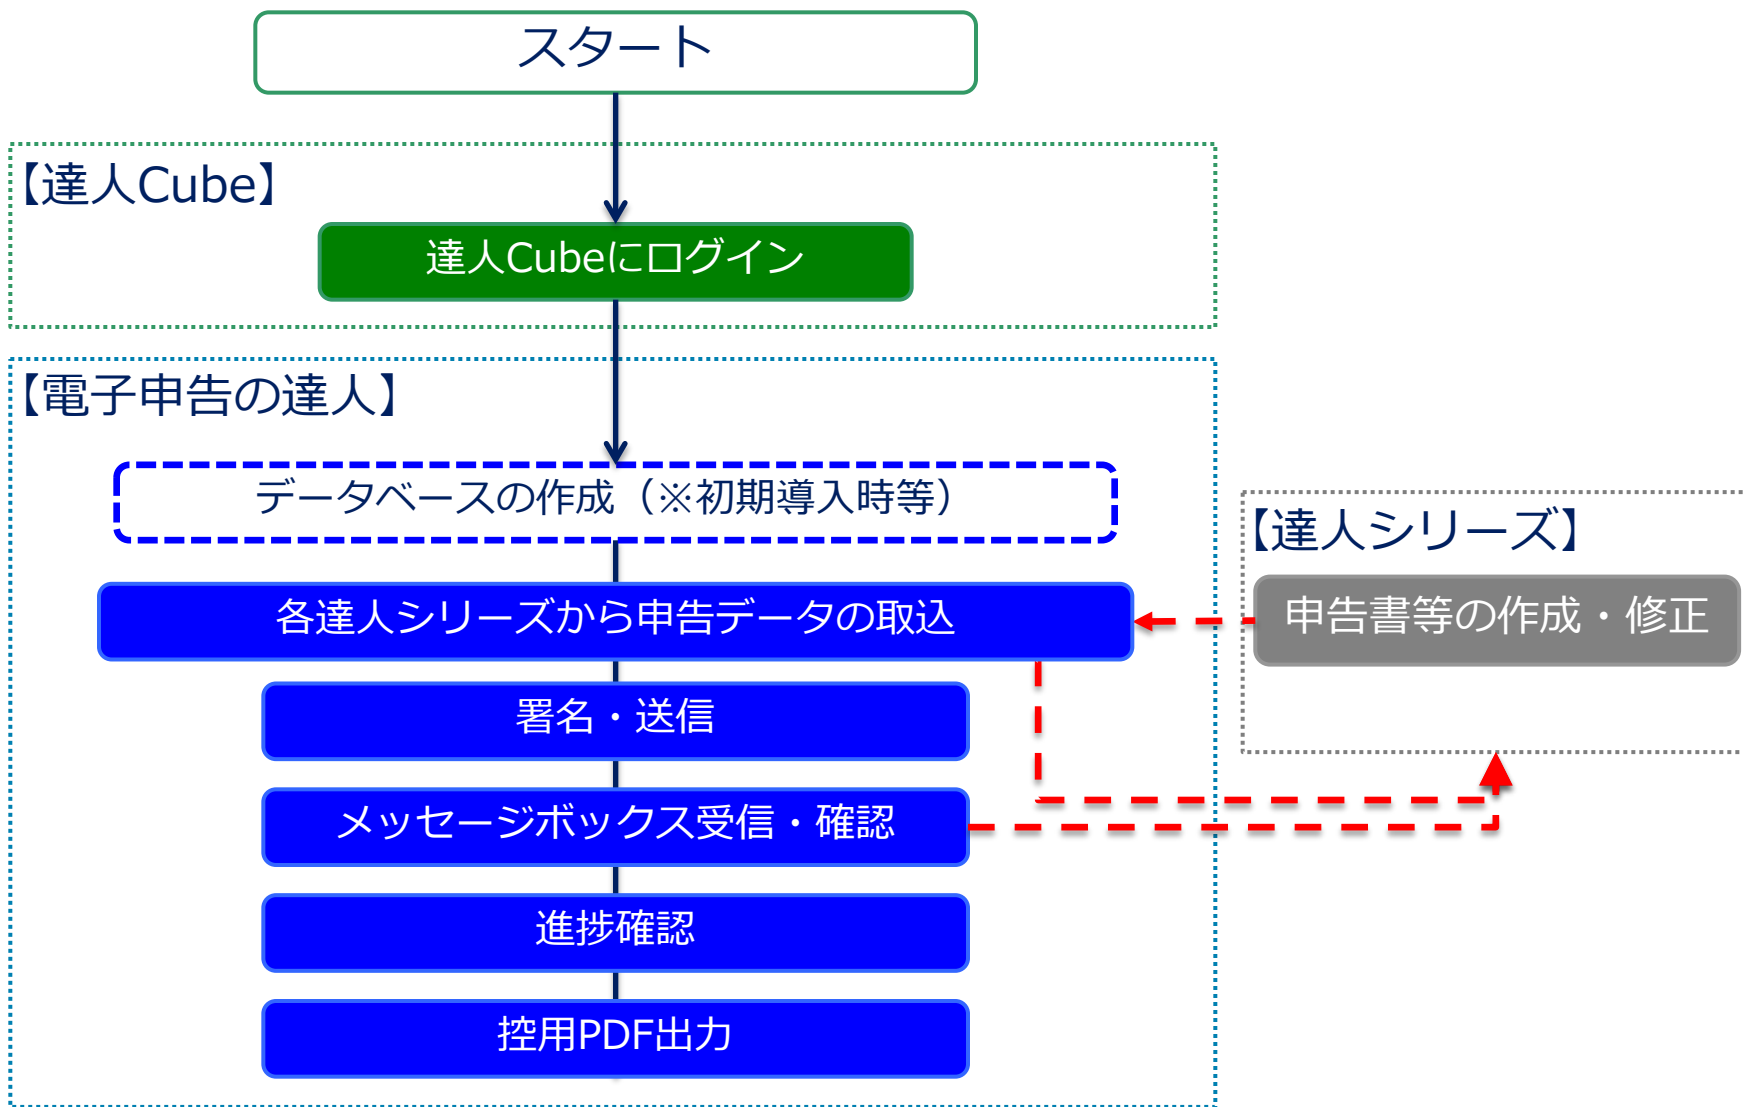 スタート
【達人Cube】
達人Cubeにログイン
【電子申告の達人】
データベースの作成（※初期導入時等）
【達人シリーズ】
各達人シリーズから申告データの取込
申告書等の作成・修正
署名・送信
メッセージボックス受信・確認
進捗確認
控用PDF出力